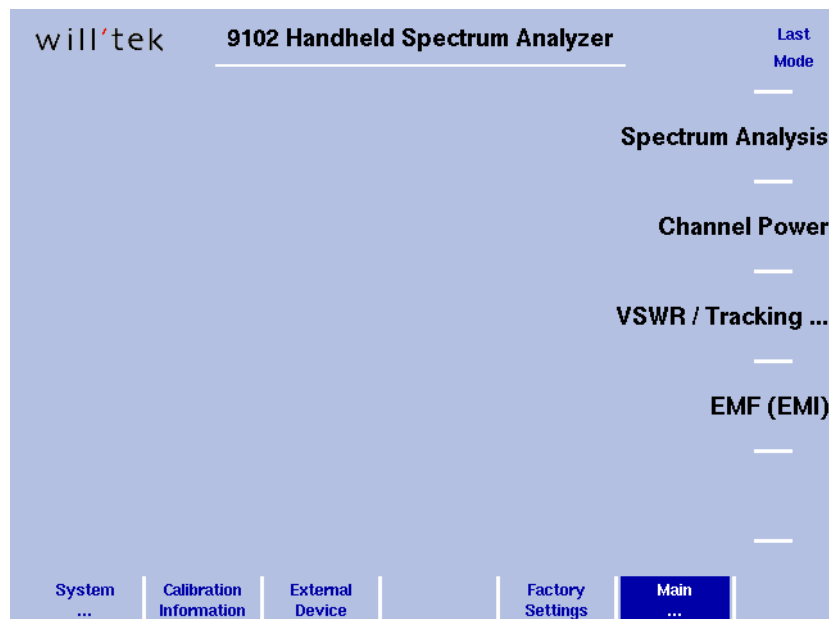 will'tek
9102 Handheld Spectrum Analyzer
Last
Mode
Spectrum Analysis
Channel Power
VSWR / Tracking ...
EMF (EMI)
System
...
Calibration
Information
External
Device
Factory
Settings
Main
...